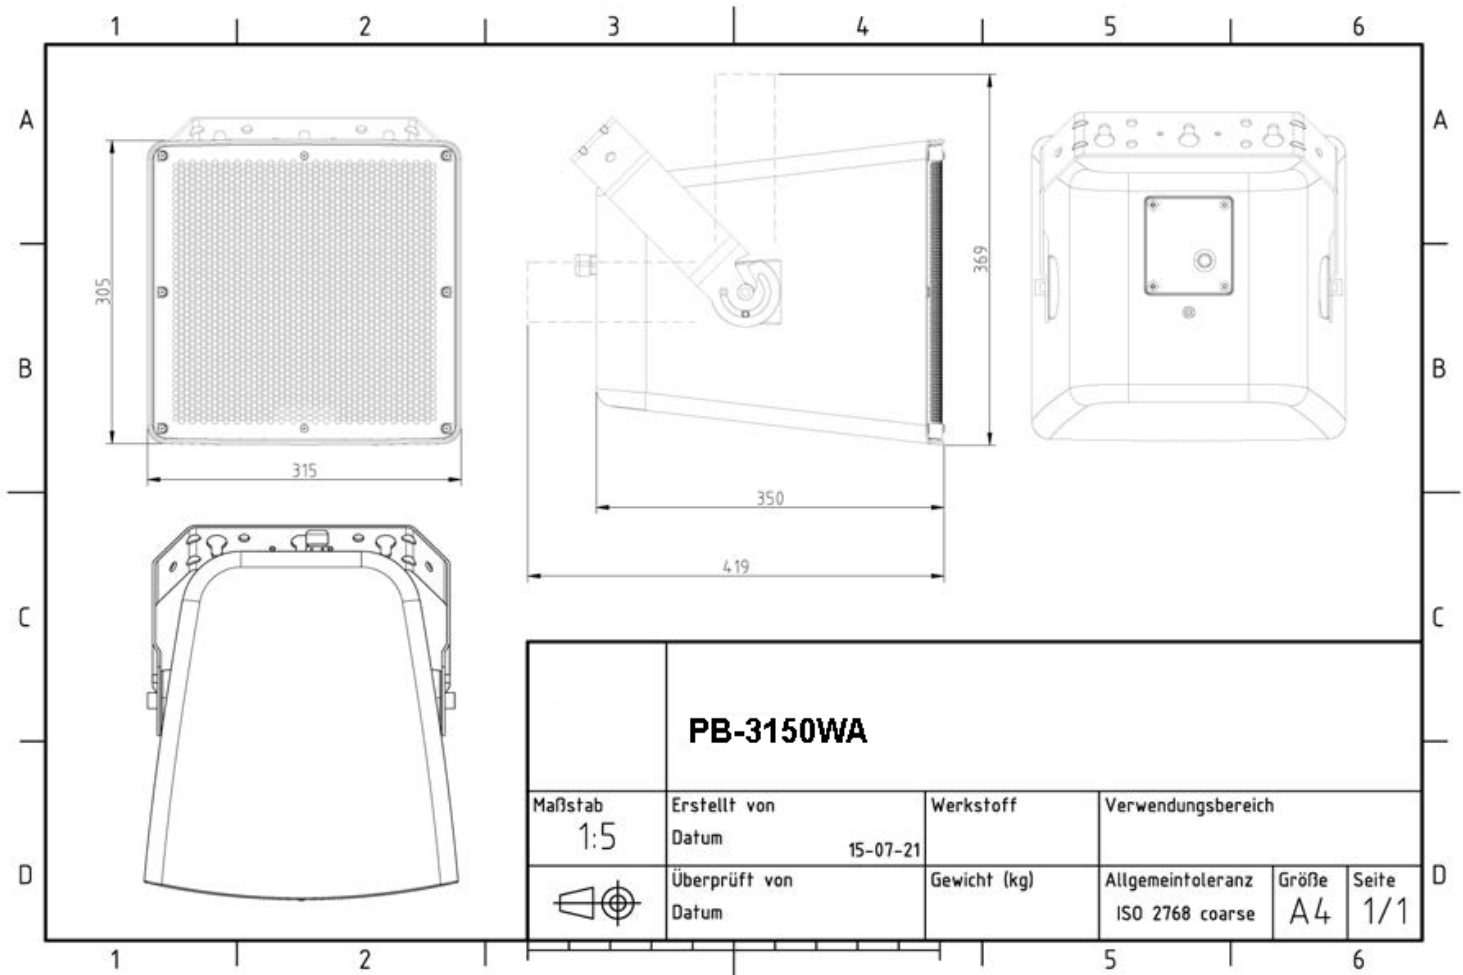 1 2 3 4 5 6
A A
369
305
B B
315
350
419
C C
PB-3150WA
Maßstab
1:5
Erstellt von
Datum 15-07-21
Werkstoff
Verwendungsbereich
D D
Überprüft von
Datum
Gewicht (kg)
Allgemeintoleranz
ISO 2768 coarse
Größe
A4
Seite
1/1
1 2 5 6